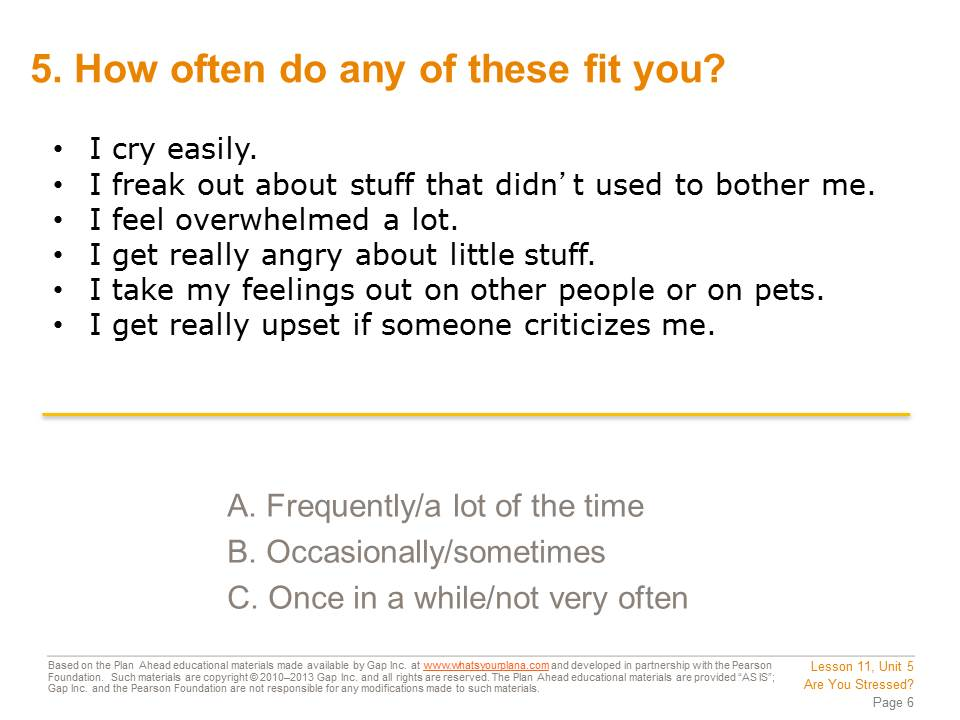 5. How often do any of these fit you?
• I cry easily.
• I freak out about stuff that didn’t used to bother me.
• I feel overwhelmed a lot.
• I get really angry about little stuff.
• I take my feelings out on other people or on pets.
• I get really upset if someone criticizes me.
A. Frequently/a lot of the time
B. Occasionally/sometimes
C. Once in a while/not very often
Based on the Plan Ahead educational materials made available by Gap Inc. at www.whatsyourplana.com and developed in partnership with the Pearson
Foundation. Such materials are copyright © 2010–2013 Gap Inc. and all rights are reserved. The Plan Ahead educational materials are provided “AS IS”;
Gap Inc. and the Pearson Foundation are not responsible for any modifications made to such materials.
Lesson 11, Unit 5
Are You Stressed?
Page 6